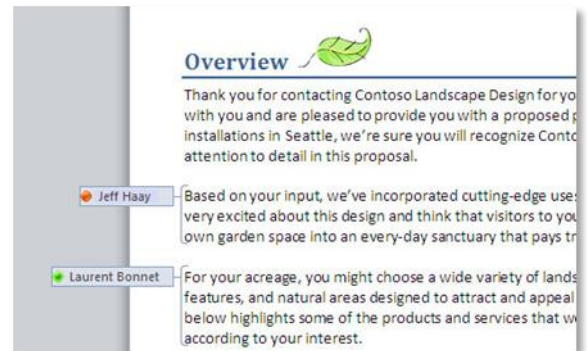 Overview
Thank you for contacting Contoso Landscape Design for yo
with you and are pleased to provide you with a proposed p
installations in Seattle, we're sure you will recognize Conto
attention to detail in this proposal.
Jeff Haay
Based on your input, we've incorporated cutting-edge use
very excited about this design and think that visitors to you
own garden space into an every-day sanctuary that pays tr
Laurent Bonnet
For your acreage, you might choose a wide variety of lands
features, and natural areas designed to attract and appeal
below highlights some of the products and services that we
according to your interest.